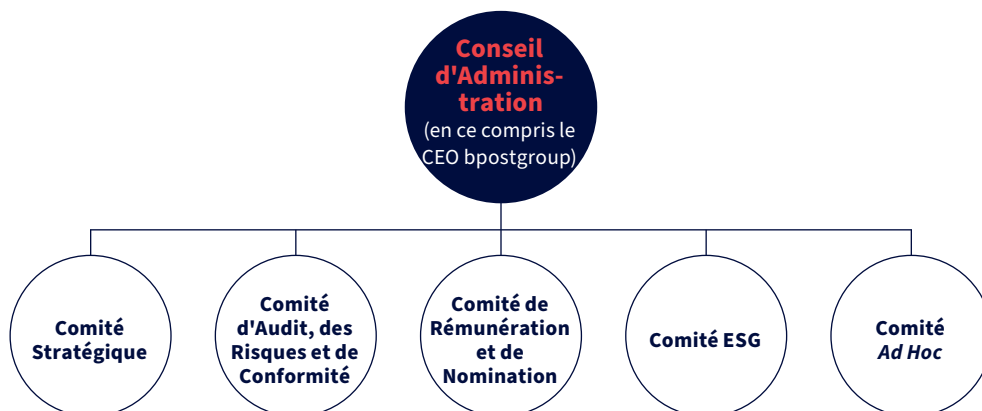 Conseil
d'Adminis-
tration
(en ce compris le
CEO bpostgroup)
Comité
Stratégique
Comité
d'Audit, des
Risques et de
Conformité
Comité de
Rémunération
et de
Nomination
Comité ESG
Comité
Ad Hoc